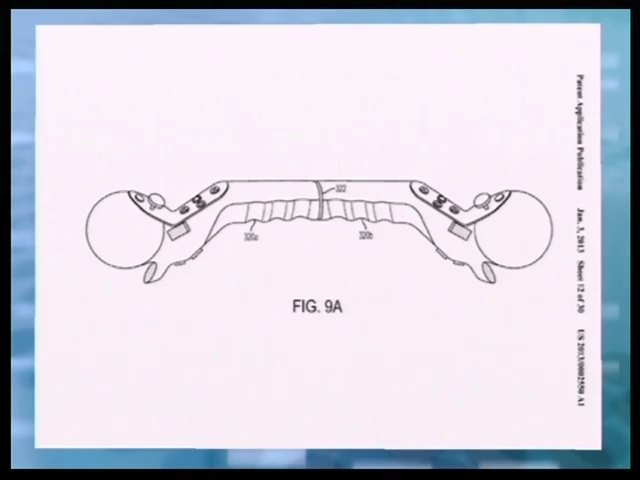 322
320a
320b
FIG. 9A
Patent Application Publication Jan. 3, 2013 Sheet 12 of 30 US 2013/0002550 A1